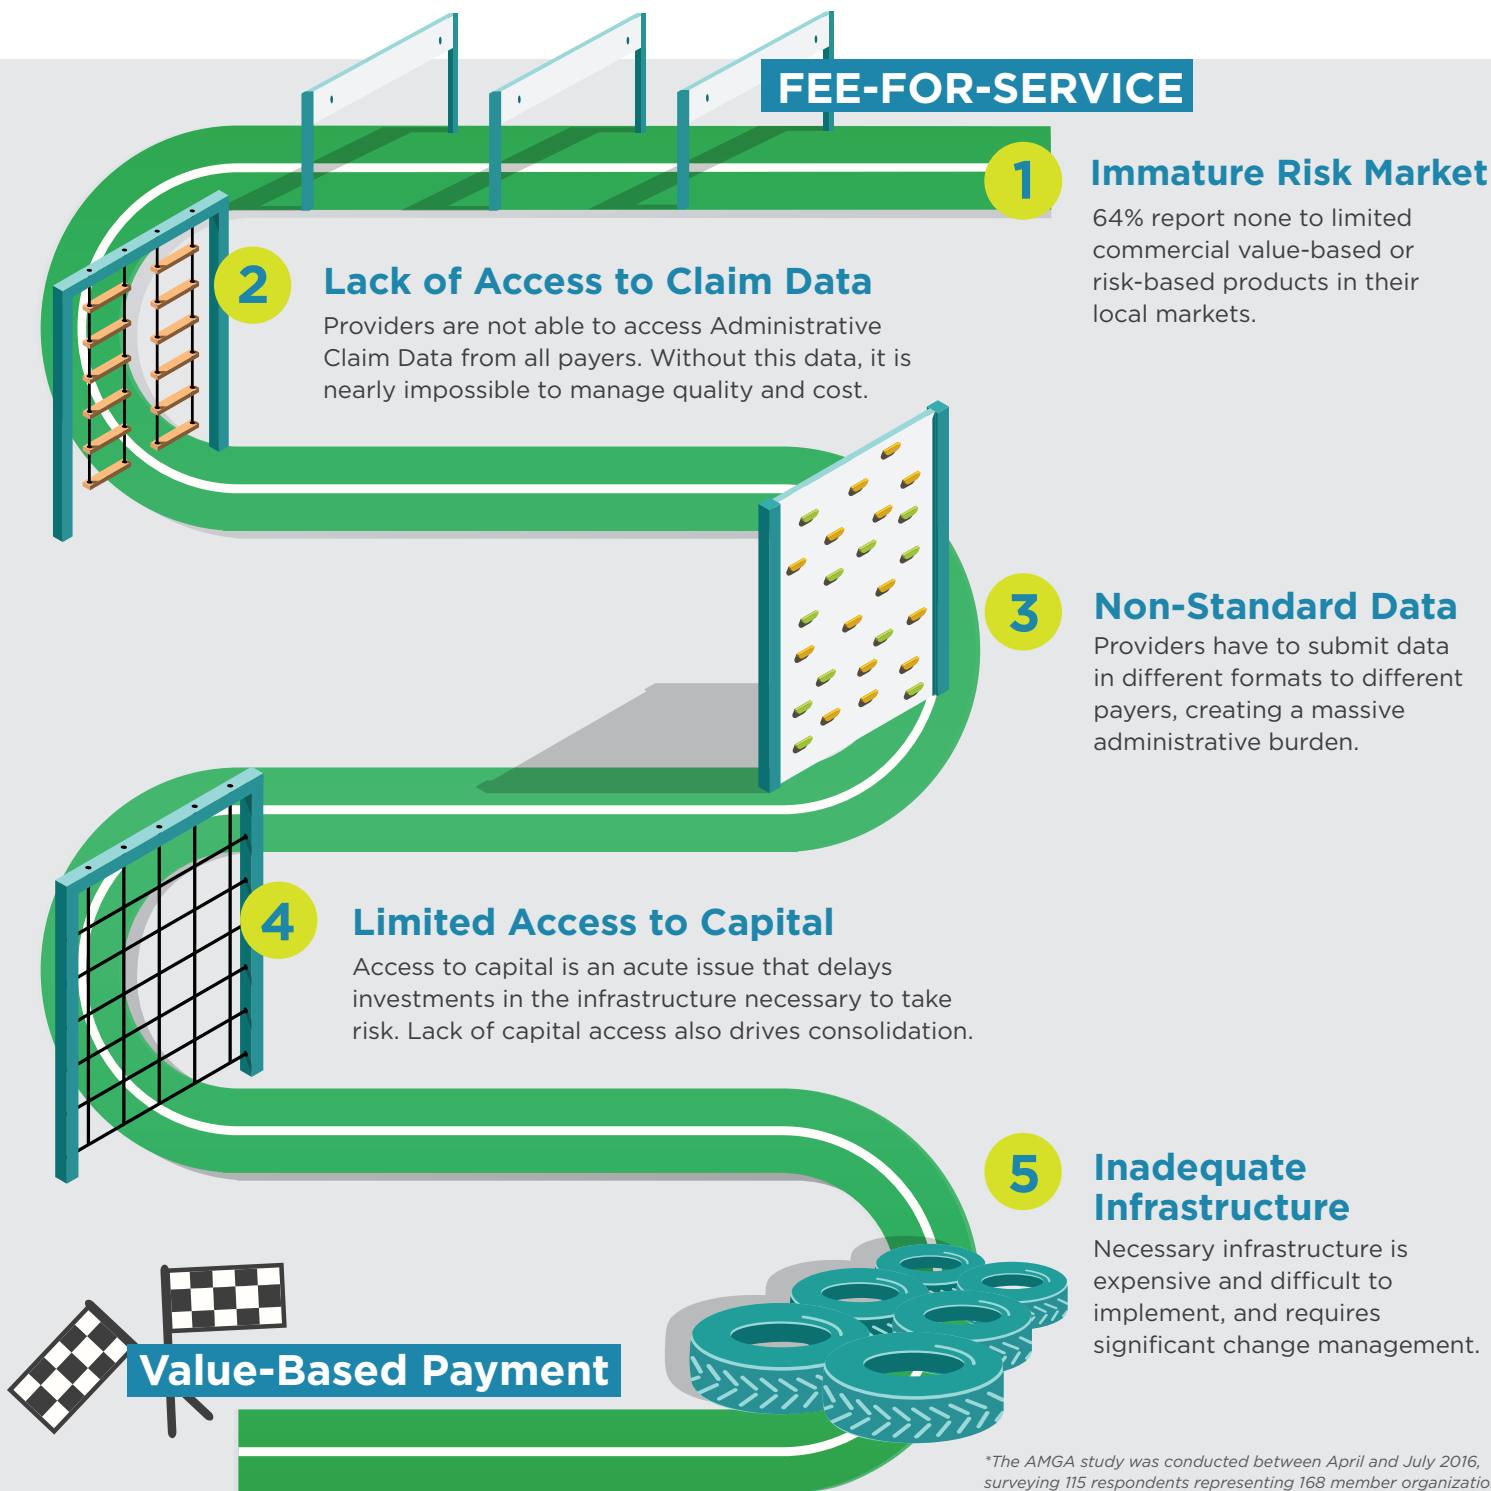 FEE-FOR-SERVICE
1
Immature Risk Market
64% report none to limited
commercial value-based or
risk-based products in their
local markets.
2
Lack of Access to Claim Data
Providers are not able to access Administrative
Claim Data from all payers. Without this data, it is
nearly impossible to manage quality and cost.
3
Non-Standard Data
Providers have to submit data
in different formats to different
payers, creating a massive
administrative burden.
4
Limited Access to Capital
Access to capital is an acute issue that delays
investments in the infrastructure necessary to take
risk. Lack of capital access also drives consolidation.
5
Inadequate
Infrastructure
Necessary infrastructure is
expensive and difficult to
implement, and requires
significant change management.
Value-Based Payment
*The AMGA study was conducted between April and July 2016,
surveying 115 respondents representing 168 member